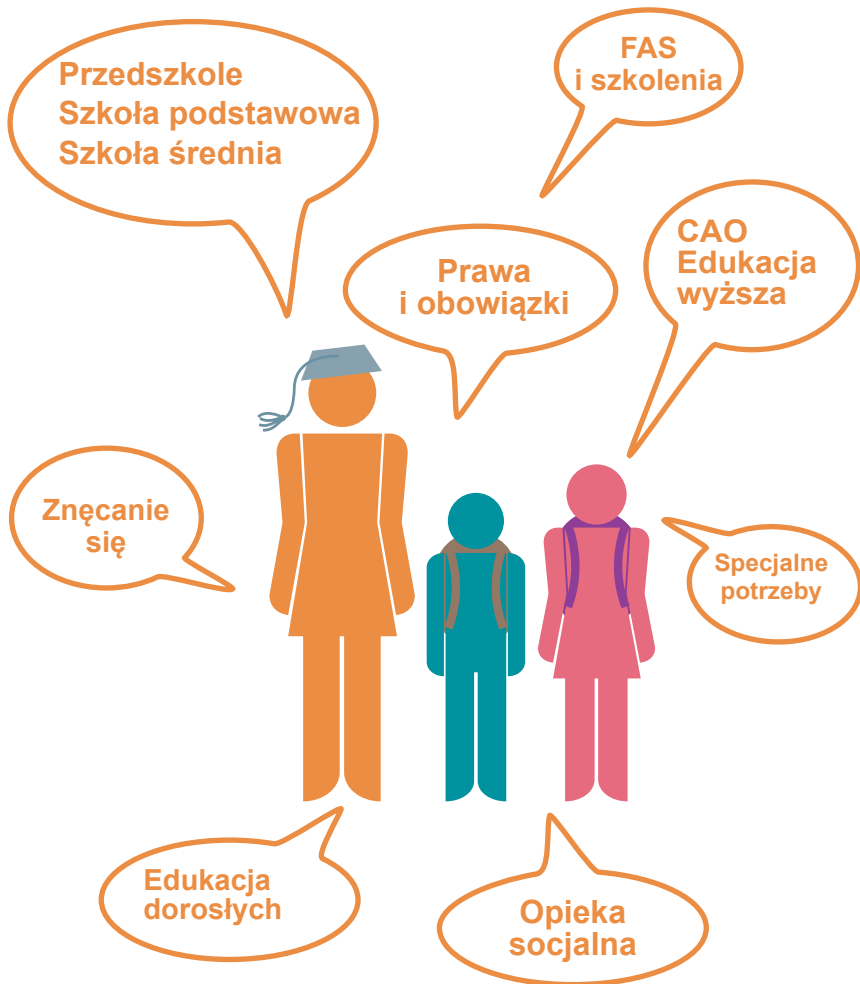 Przedszkole
Szkoła podstawowa
Szkoła średnia
FAS
i szkolenia
Prawa
i obowiązki
CAO
Edukacja
wyższa
Znęcanie
się
Specjalne
potrzeby
Edukacja
dorosłych
Opieka
socjalna